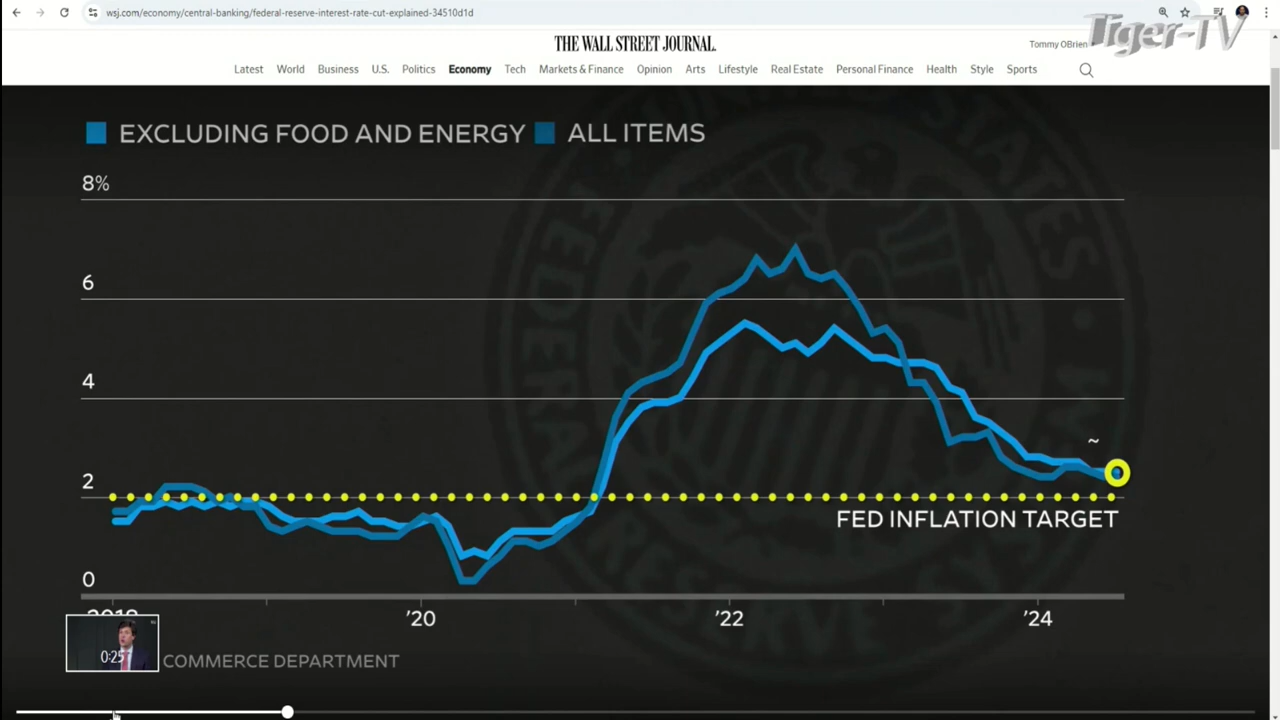 wsj.com/economy/central-banking/federal-reserve-interest-rate-cut-explained-34510d1d
THE WALL STREET JOURNAL.
Tommy OBrien
Tiger-TV
Latest World Business U.S. Politics Economy Tech Markets & Finance Opinion Arts Lifestyle Real Estate Personal Finance Health Style Sports
EXCLUDING FOOD AND ENERGY ALL ITEMS
8%
6
4
~
2
FED INFLATION TARGET
0
2018 '20 '22 '24
0:25
COMMERCE DEPARTMENT